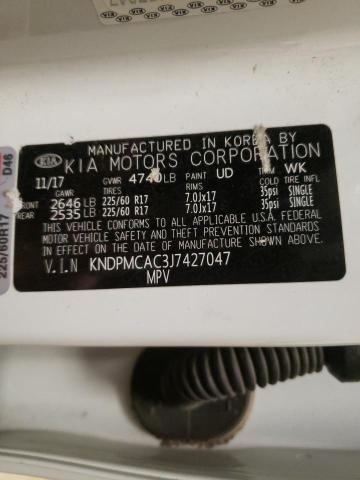 MANUFACTURED IN KOREA BY
KIA KIA MOTORS CORPORATION
11/17 GVWR 4740LB PAINT UD TRIM WK
GAWR TIRES RIMS COLD TIRE INFL.
FRONT 2646 LB 225/60 R17 7.0Jx17 35psi SINGLE
REAR 2535 LB 225/60 R17 7.0Jx17 35psi SINGLE
THIS VEHICLE CONFORMS TO ALL APPLICABLE U.S.A. FEDERAL
MOTOR VEHICLE SAFETY AND THEFT PREVENTION STANDARDS
IN EFFECT ON THE DATE OF MANUFACTURE SHOWN ABOVE.
V.I.N KNDPMCAC3J7427047
MPV
225/60R17 D46